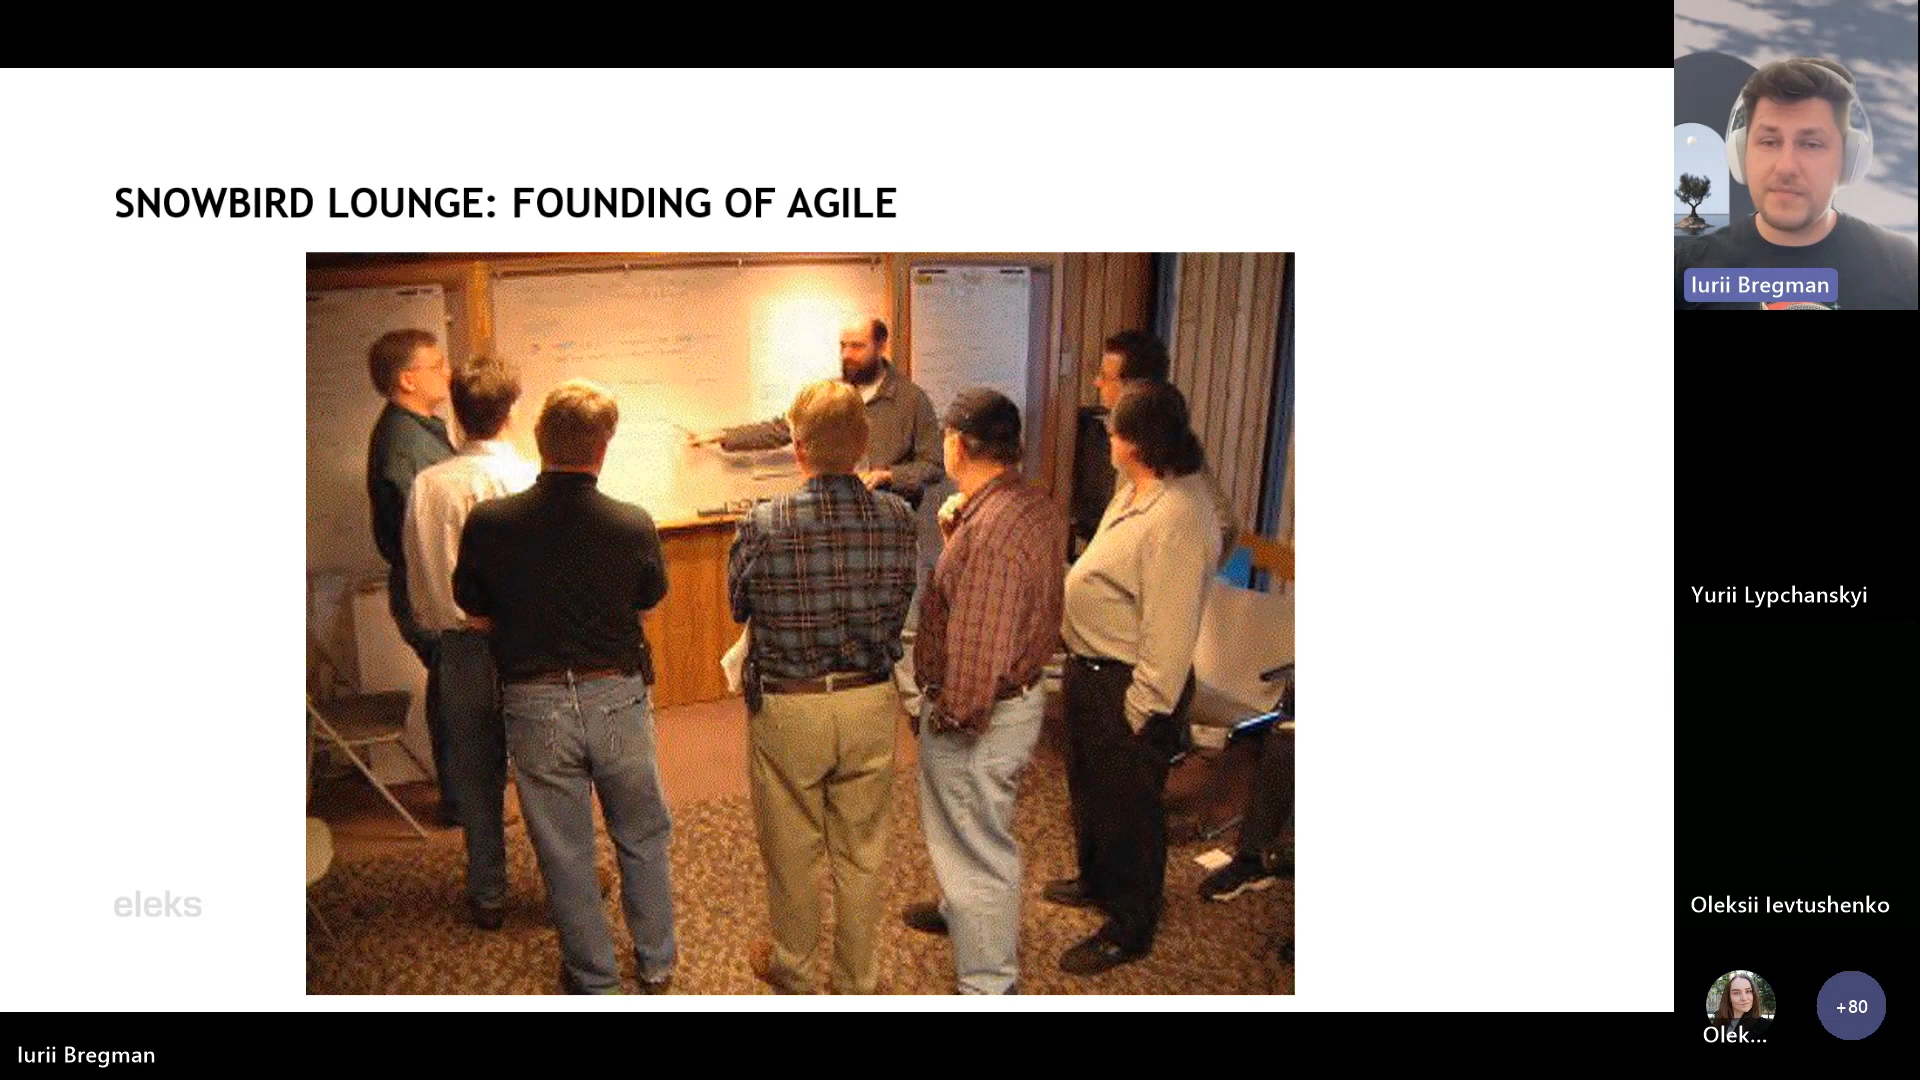 SNOWBIRD LOUNGE: FOUNDING OF AGILE
eleks
Iurii Bregman
Iurii Bregman
Yurii Lypchanskyi
Oleksii Ievtushenko
Olek...
+80